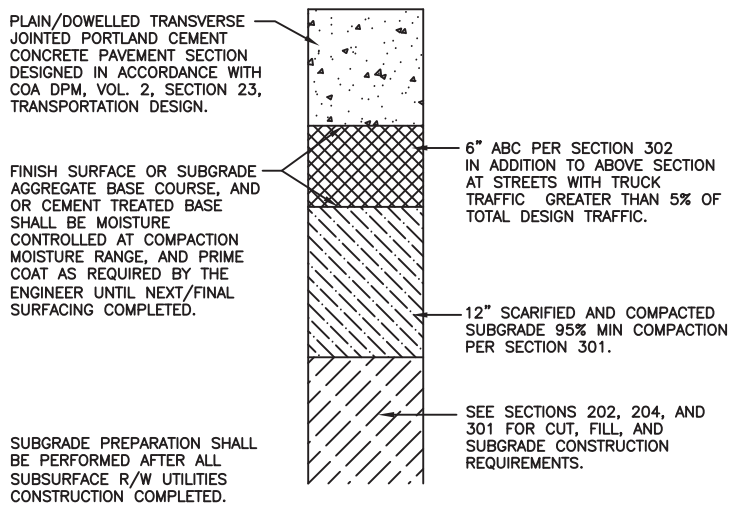 PLAIN/DOWELLED TRANSVERSE
JOINTED PORTLAND CEMENT
CONCRETE PAVEMENT SECTION
DESIGNED IN ACCORDANCE WITH
COA DPM, VOL. 2, SECTION 23,
TRANSPORTATION DESIGN.
6" ABC PER SECTION 302
IN ADDITION TO ABOVE SECTION
AT STREETS WITH TRUCK
TRAFFIC GREATER THAN 5% OF
TOTAL DESIGN TRAFFIC.
FINISH SURFACE OR SUBGRADE
AGGREGATE BASE COURSE, AND
OR CEMENT TREATED BASE
SHALL BE MOISTURE
CONTROLLED AT COMPACTION
MOISTURE RANGE, AND PRIME
COAT AS REQUIRED BY THE
ENGINEER UNTIL NEXT/FINAL
SURFACING COMPLETED.
12" SCARIFIED AND COMPACTED
SUBGRADE 95% MIN COMPACTION
PER SECTION 301.
SEE SECTIONS 202, 204, AND
301 FOR CUT, FILL, AND
SUBGRADE CONSTRUCTION
REQUIREMENTS.
SUBGRADE PREPARATION SHALL
BE PERFORMED AFTER ALL
SUBSURFACE R/W UTILITIES
CONSTRUCTION COMPLETED.